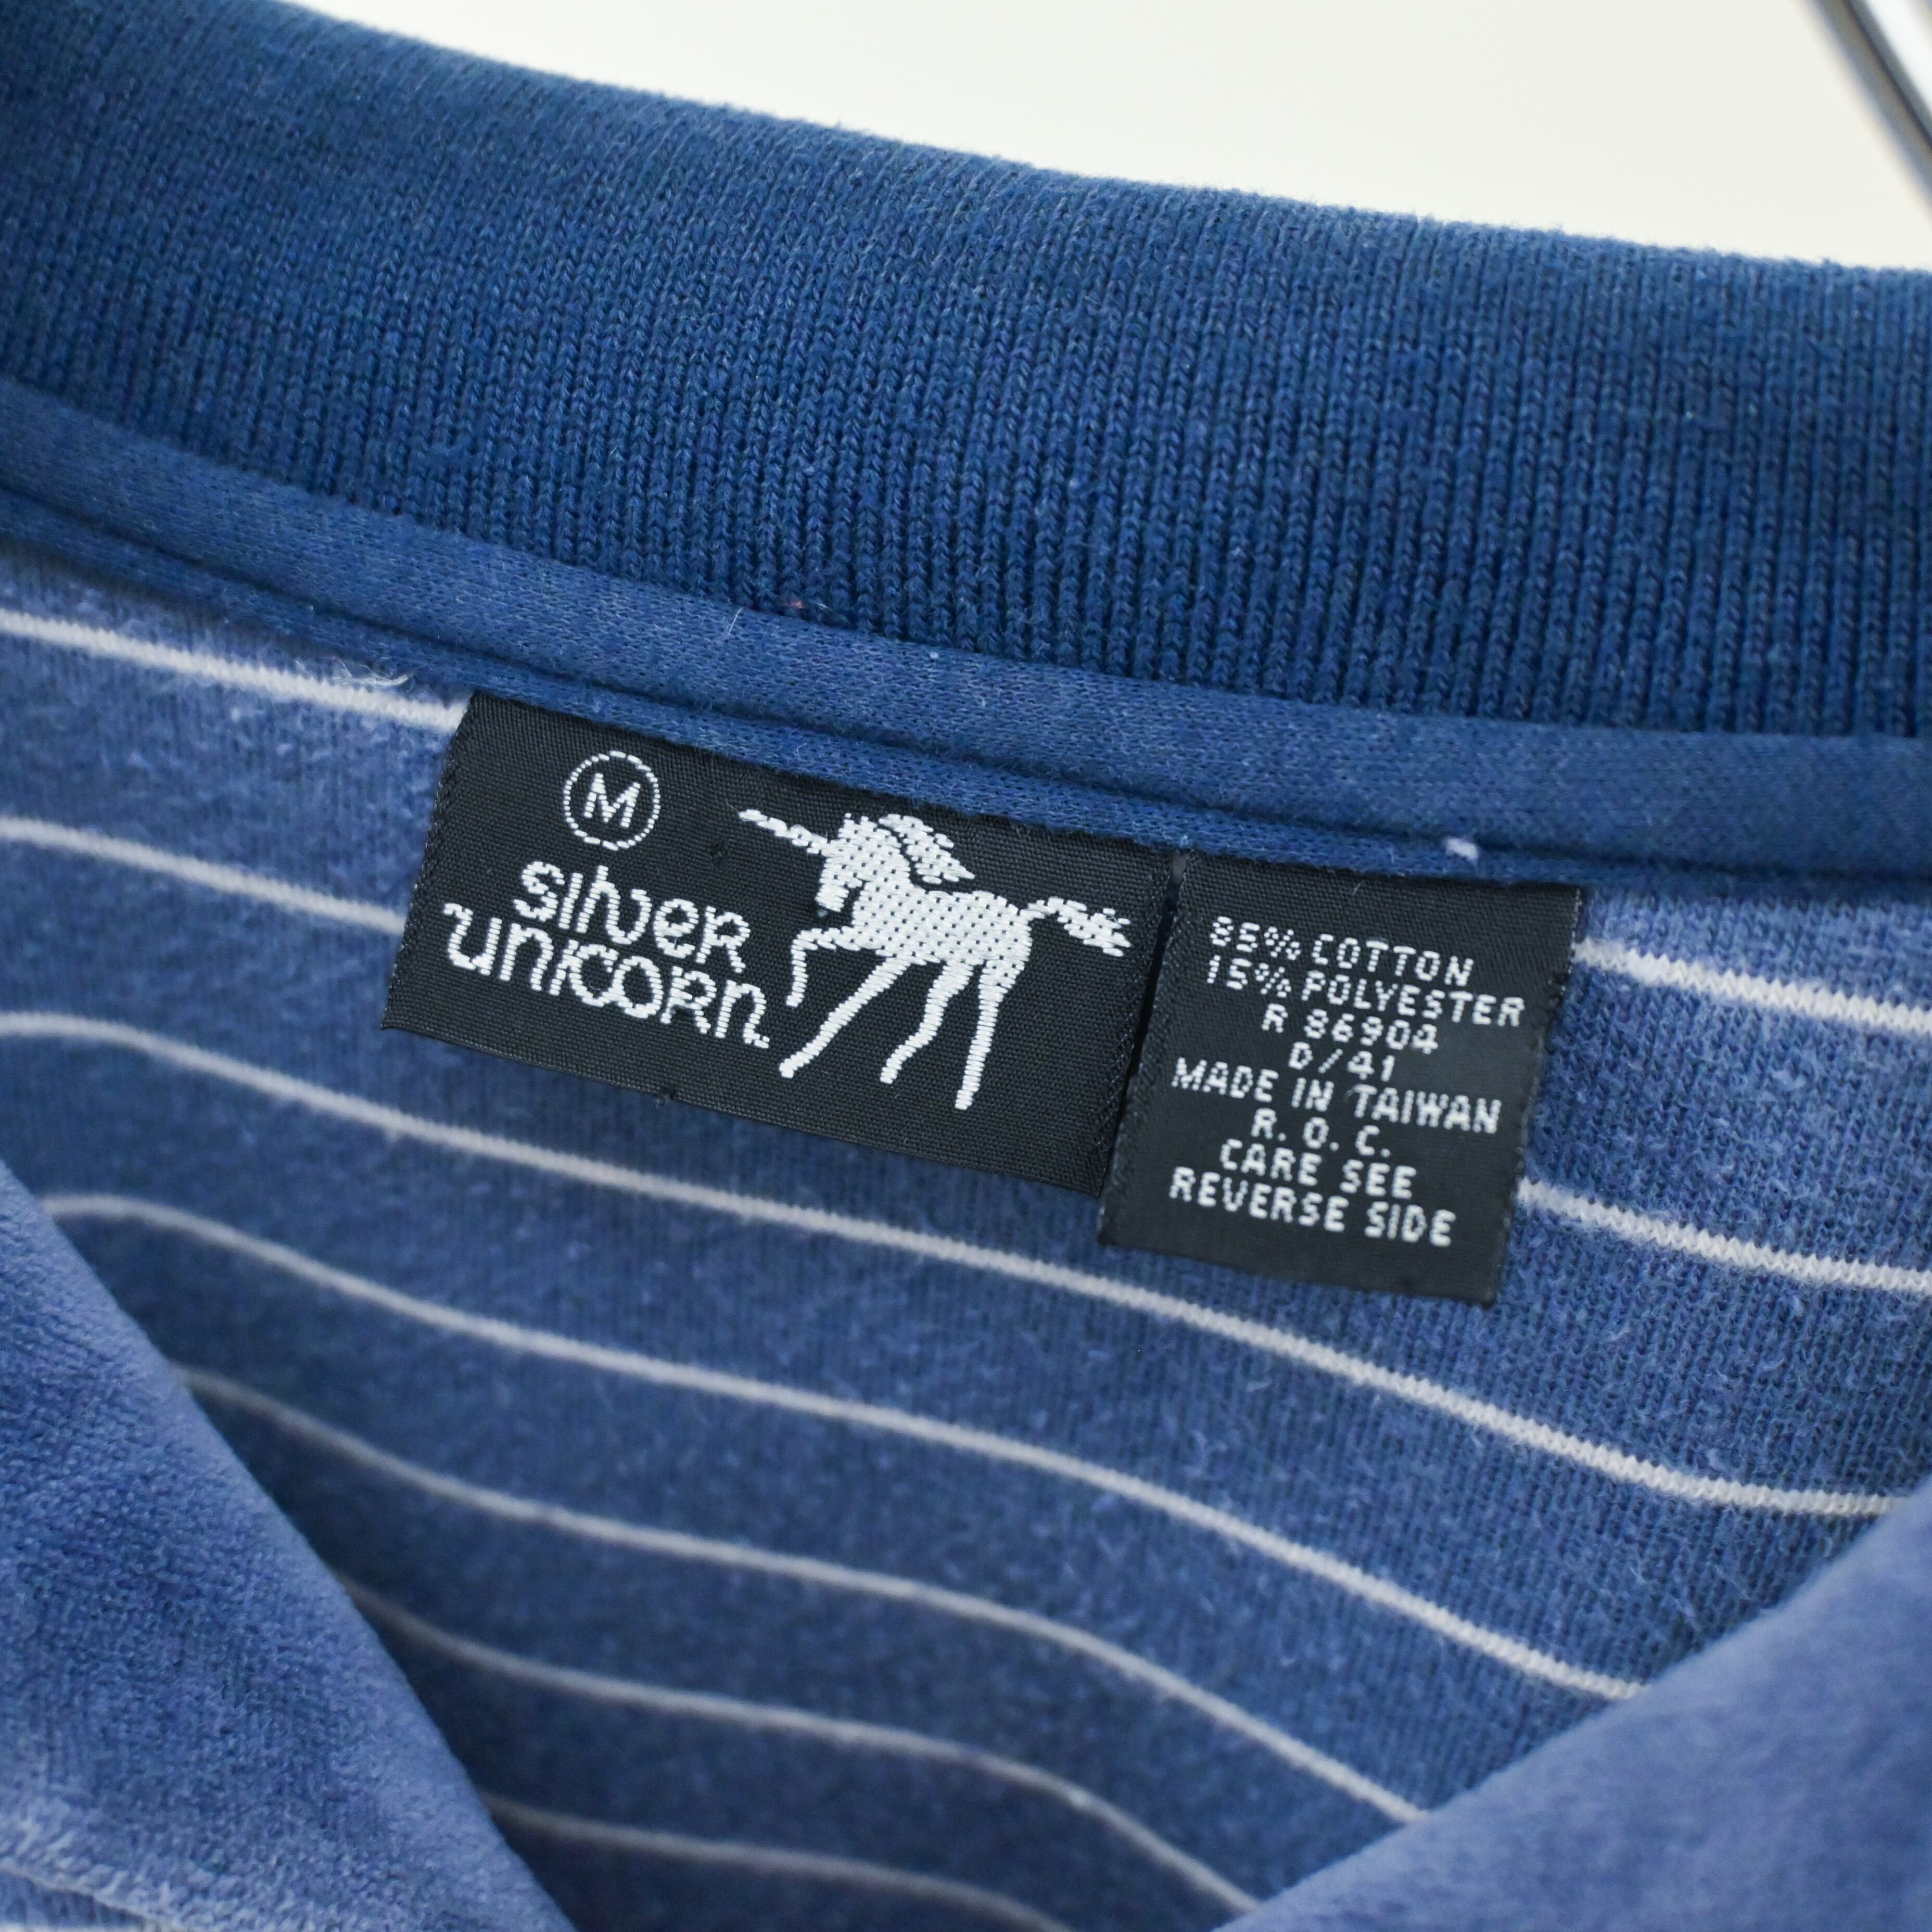 M
SilveR
UNICORN
85% COTTON
15% POLYESTER
R 86904
D/41
MADE IN TAIWAN
R. O. C.
CARE SEE
REVERSE SIDE